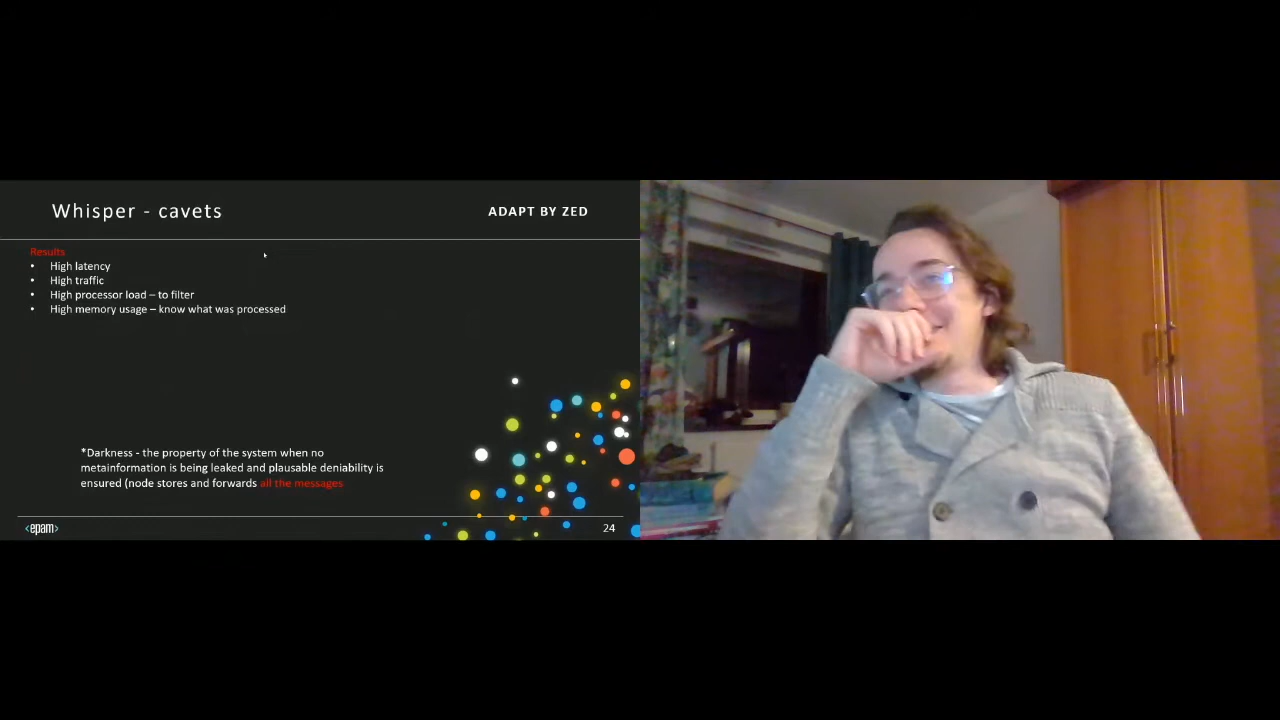 Whisper - cavets
ADAPT BY ZED
Results
• High latency
• High traffic
• High processor load – to filter
• High memory usage – know what was processed
*Darkness - the property of the system when no
metainformation is being leaked and plausable deniability is
ensured (node stores and forwards all the messages
<epam>
24